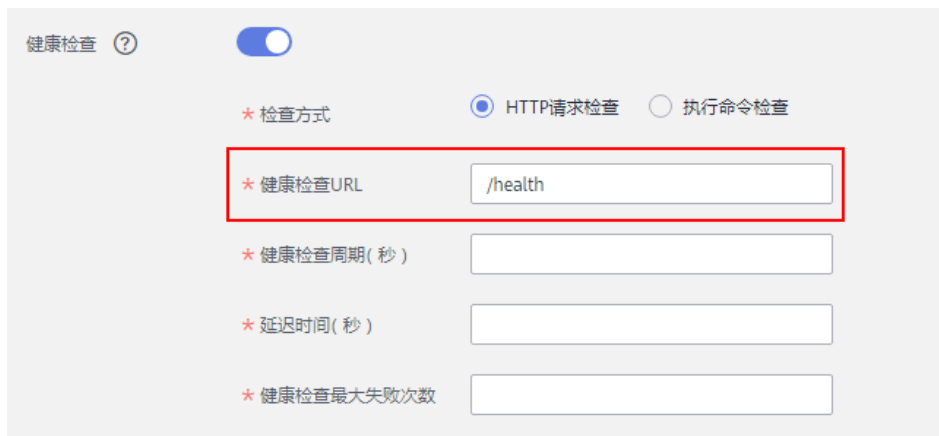 健康检查 ?
* 检查方式 HTTP请求检查 执行命令检查
* 健康检查URL /health
* 健康检查周期( 秒 )
* 延迟时间( 秒 )
* 健康检查最大失败次数